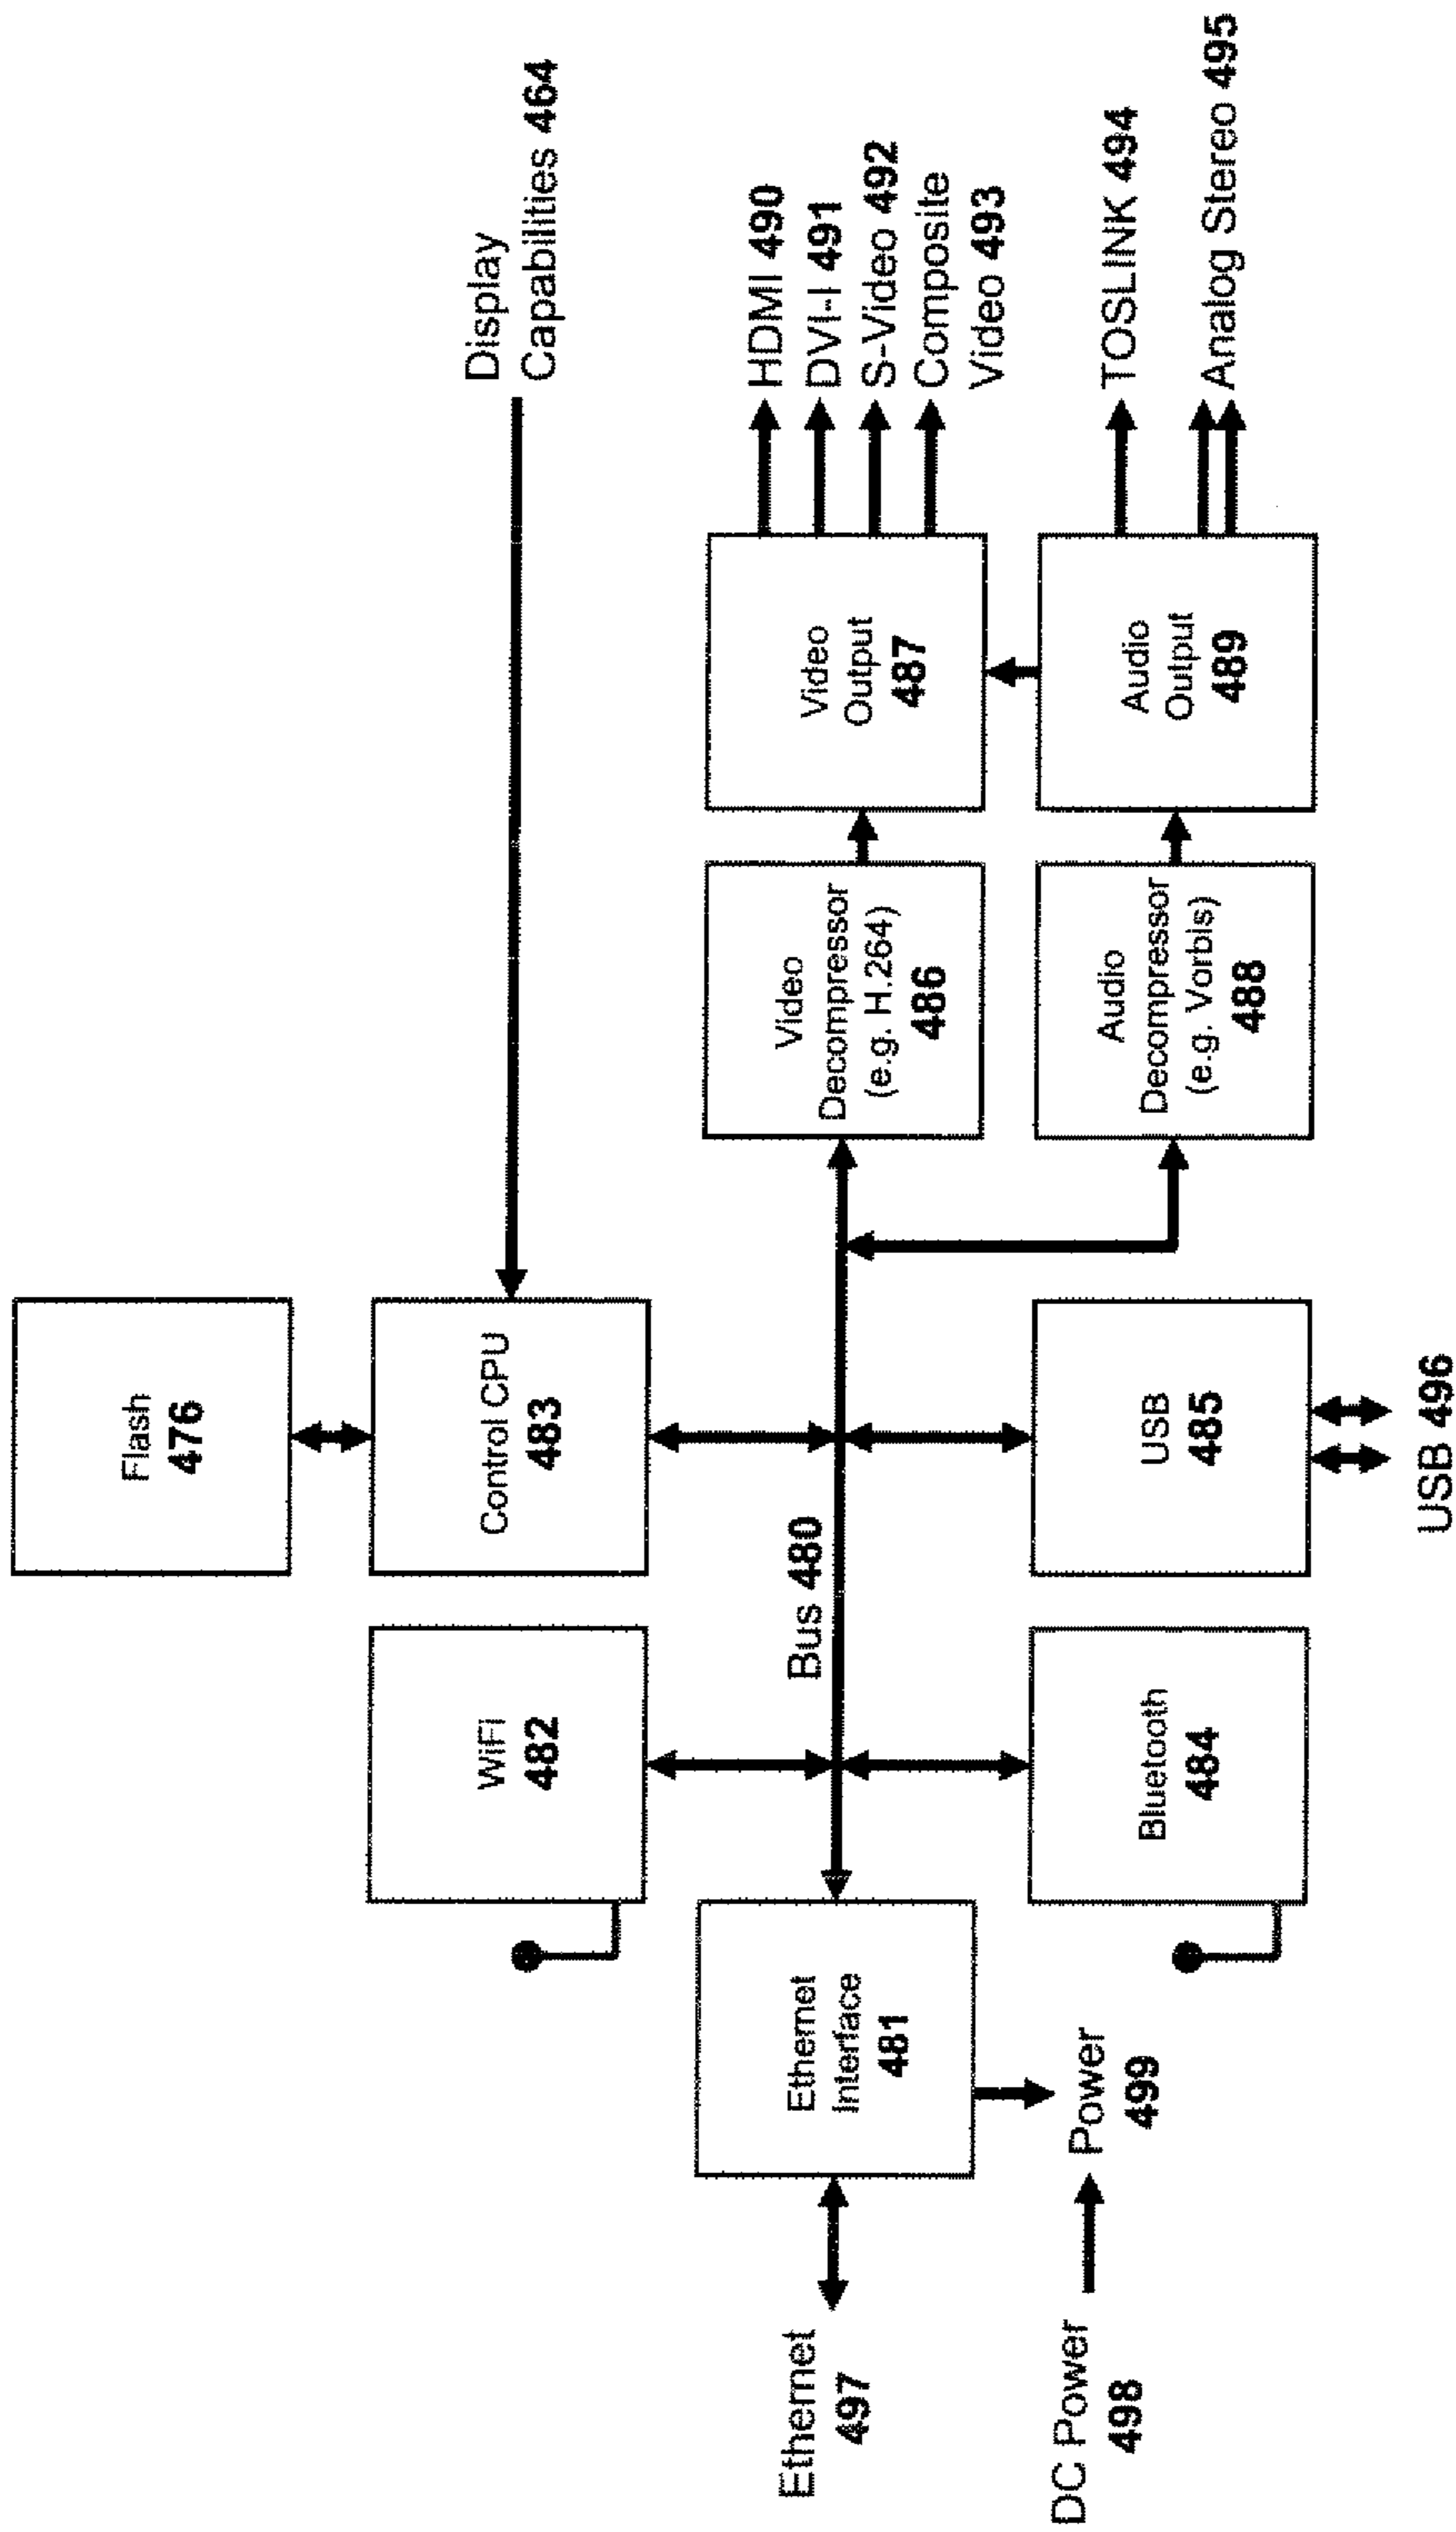 Flash
476
Display
Capabilities 464
WiFi
482
Control CPU
483
Bus 480
Ethernet
497
Ethernet
Interface
481
Video
Decompressor
(e.g. H.264)
486
Video
Output
487
HDMI 490
DVI-I 491
S-Video 492
Composite
Video 493
DC Power
498
Power
499
Bluetooth
484
USB
485
Audio
Decompressor
(e.g. Vorbis)
488
Audio
Output
489
TOSLINK 494
Analog Stereo 495
USB 496